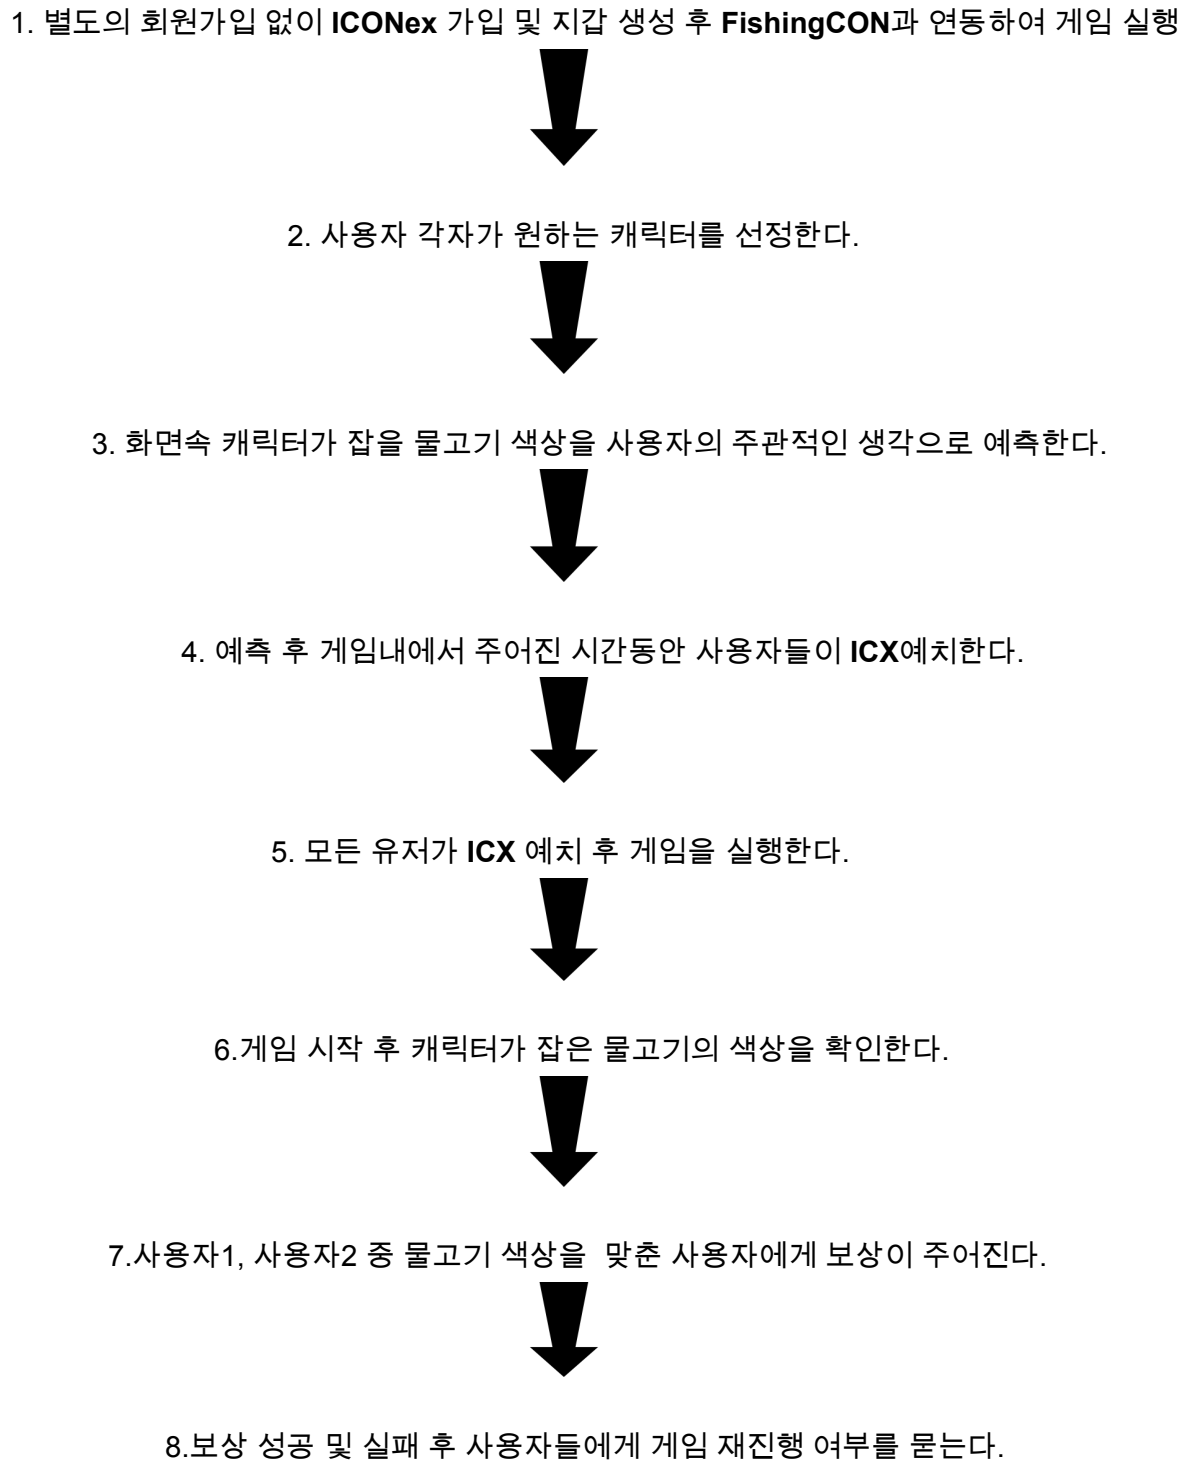 1. 별도의 회원가입 없이 ICONex 가입 및 지갑 생성 후 FishingCON과 연동하여 게임 실행
2. 사용자 각자가 원하는 캐릭터를 선정한다.
3. 화면속 캐릭터가 잡을 물고기 색상을 사용자의 주관적인 생각으로 예측한다.
4. 예측 후 게임내에서 주어진 시간동안 사용자들이 ICX예치한다.
5. 모든 유저가 ICX 예치 후 게임을 실행한다.
6.게임 시작 후 캐릭터가 잡은 물고기의 색상을 확인한다.
7.사용자1, 사용자2 중 물고기 색상을  맞춘 사용자에게 보상이 주어진다.
8.보상 성공 및 실패 후 사용자들에게 게임 재진행 여부를 묻는다.